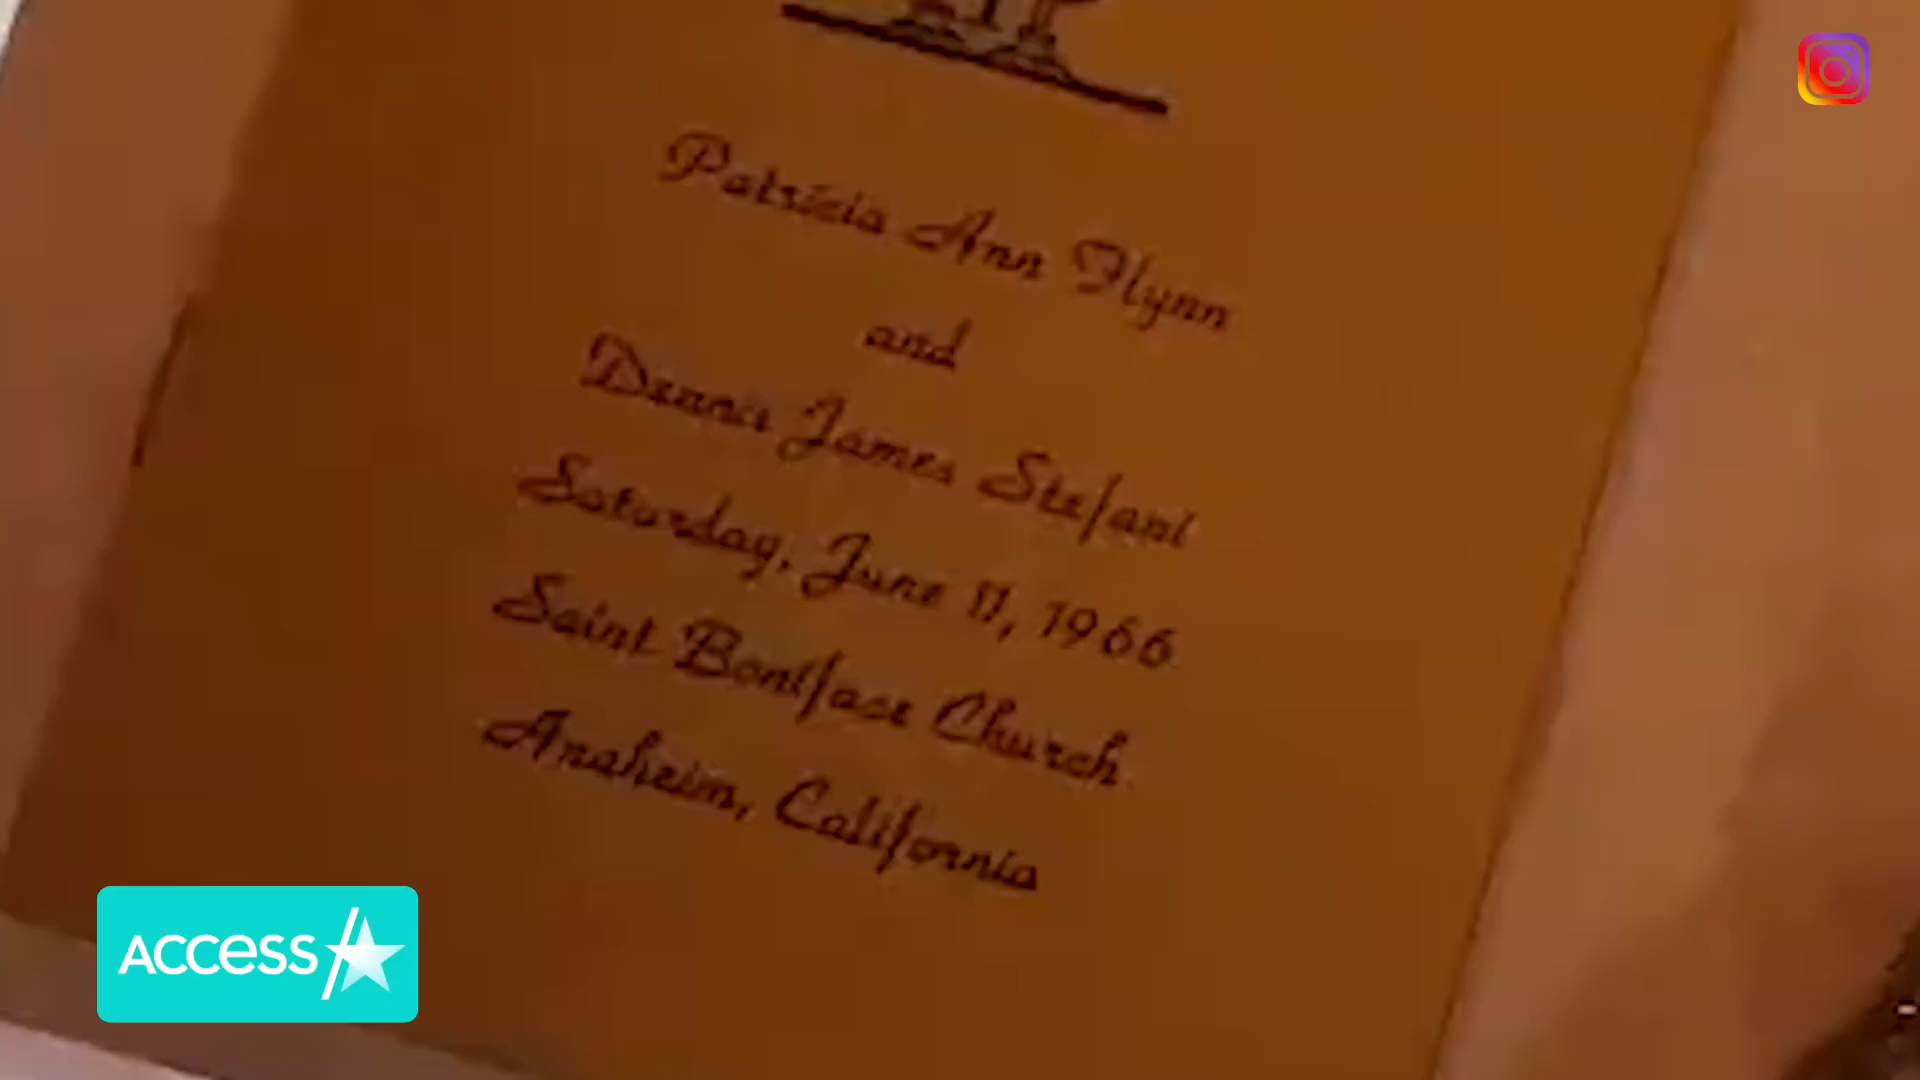 Patricia Ann Flynn
and
Dennis James Stefani
Saturday, June 11, 1966
Saint Boniface Church
Anaheim, California
ACCESS